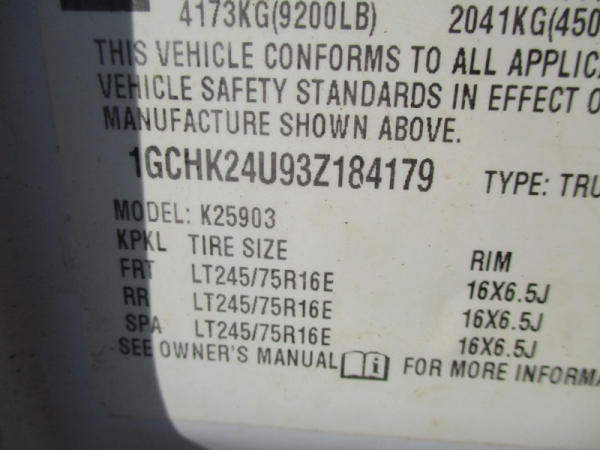 4173KG(9200LB) 2041KG(450
THIS VEHICLE CONFORMS TO ALL APPLIC
VEHICLE SAFETY STANDARDS IN EFFECT O
MANUFACTURE SHOWN ABOVE.
1GCHK24U93Z184179 TYPE: TRU
MODEL: K25903
KPKL TIRE SIZE RIM
FRT LT245/75R16E 16X6.5J
RR LT245/75R16E 16X6.5J
SPA LT245/75R16E 16X6.5J
SEE OWNER'S MANUAL FOR MORE INFORMA